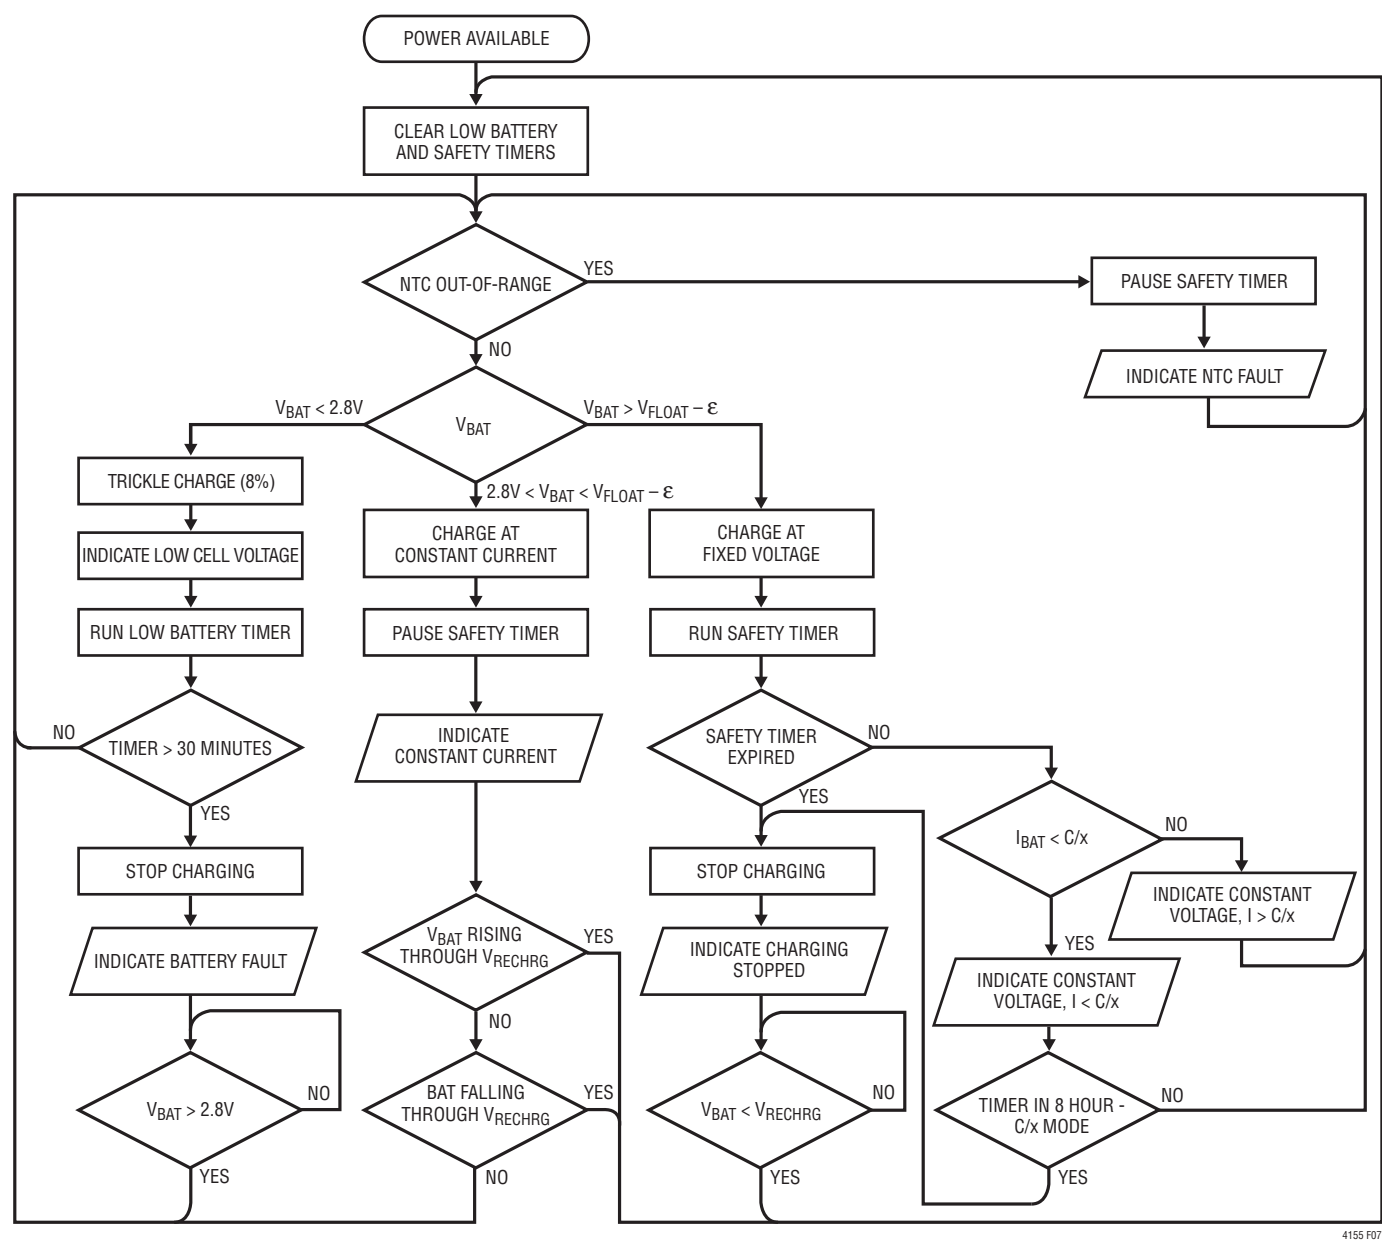 POWER AVAILABLE
CLEAR LOW BATTERY
AND SAFETY TIMERS
NTC OUT-OF-RANGE
YES
NO
PAUSE SAFETY TIMER
INDICATE NTC FAULT
VBAT
VBAT < 2.8V
VBAT > VFLOAT – ε
2.8V < VBAT < VFLOAT – ε
TRICKLE CHARGE (8%)
INDICATE LOW CELL VOLTAGE
RUN LOW BATTERY TIMER
TIMER > 30 MINUTES
NO
YES
STOP CHARGING
INDICATE BATTERY FAULT
VBAT > 2.8V
NO
YES
CHARGE AT
CONSTANT CURRENT
PAUSE SAFETY TIMER
INDICATE
CONSTANT CURRENT
VBAT RISING
THROUGH VRECHRG
YES
NO
BAT FALLING
THROUGH VRECHRG
YES
NO
CHARGE AT
FIXED VOLTAGE
RUN SAFETY TIMER
SAFETY TIMER
EXPIRED
NO
YES
STOP CHARGING
INDICATE CHARGING
STOPPED
VBAT < VRECHRG
NO
YES
IBAT < C/x
NO
YES
INDICATE CONSTANT
VOLTAGE, I > C/x
INDICATE CONSTANT
VOLTAGE, I < C/x
TIMER IN 8 HOUR -
C/x MODE
NO
YES
4155 F07